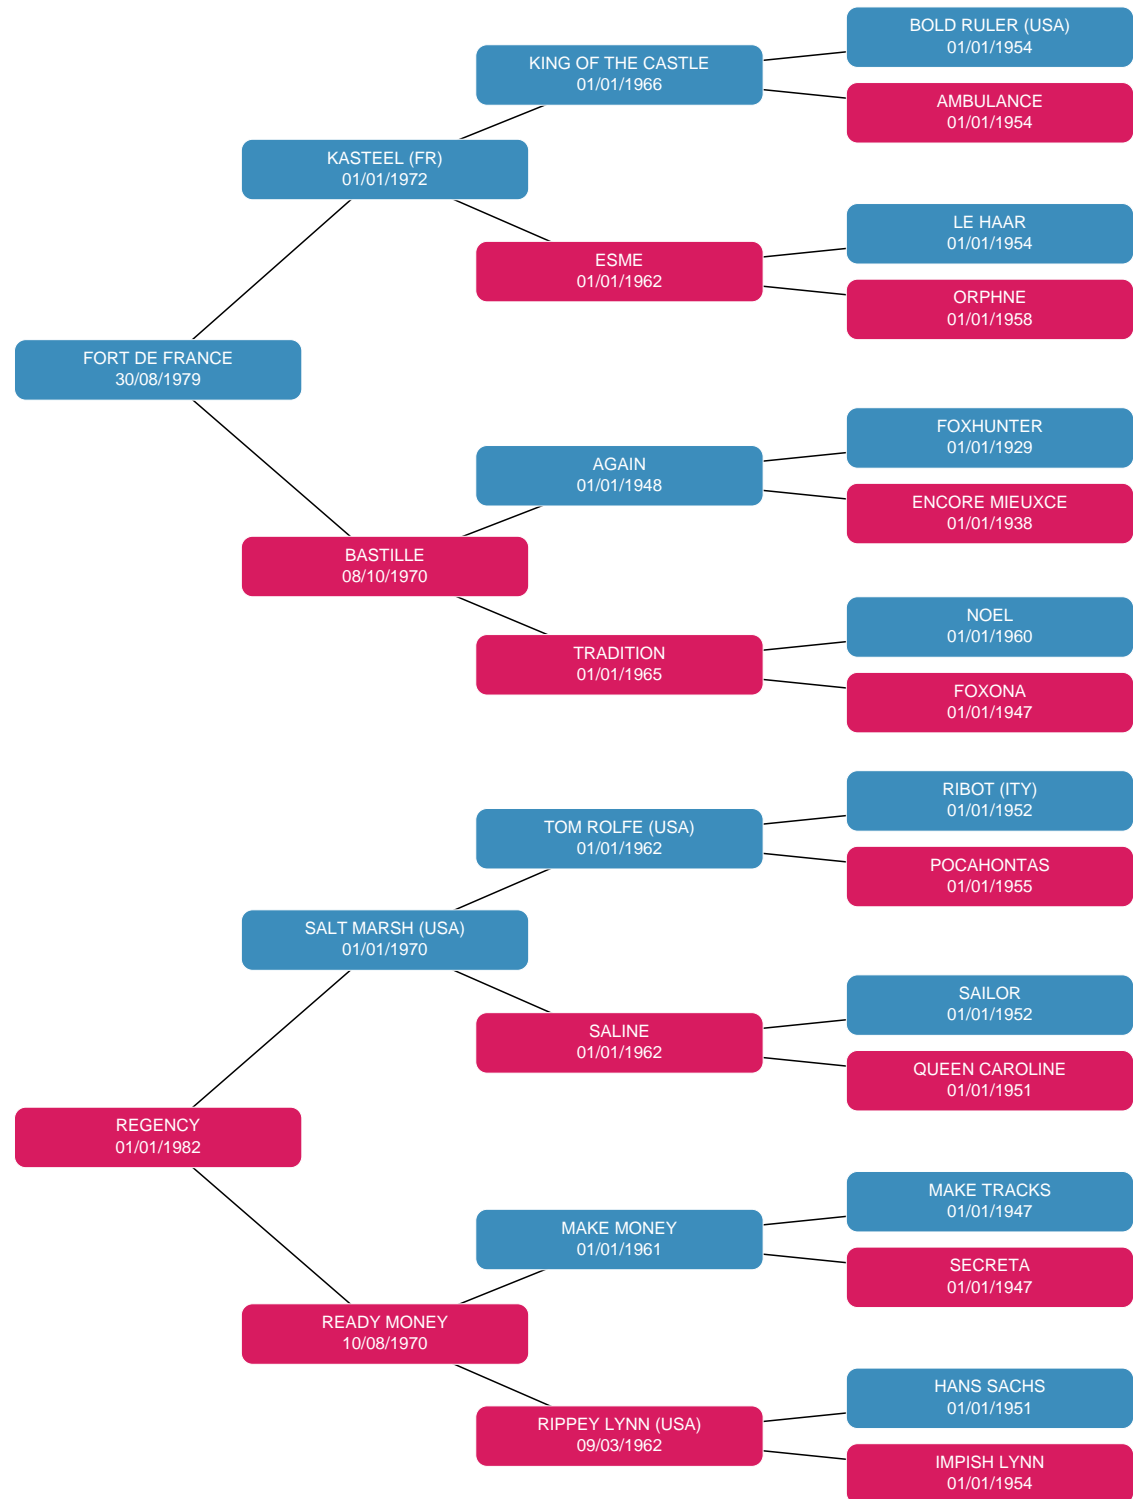 BOLD RULER (USA)
01/01/1954
KING OF THE CASTLE
01/01/1966
AMBULANCE
01/01/1954
KASTEEL (FR)
01/01/1972
LE HAAR
01/01/1954
ESME
01/01/1962
ORPHNE
01/01/1958
FORT DE FRANCE
30/08/1979
FOXHUNTER
01/01/1929
AGAIN
01/01/1948
ENCORE MIEUXCE
01/01/1938
BASTILLE
08/10/1970
NOEL
01/01/1960
TRADITION
01/01/1965
FOXONA
01/01/1947
RIBOT (ITY)
01/01/1952
TOM ROLFE (USA)
01/01/1962
POCAHONTAS
01/01/1955
SALT MARSH (USA)
01/01/1970
SAILOR
01/01/1952
SALINE
01/01/1962
QUEEN CAROLINE
01/01/1951
REGENCY
01/01/1982
MAKE TRACKS
01/01/1947
MAKE MONEY
01/01/1961
SECRETA
01/01/1947
READY MONEY
10/08/1970
HANS SACHS
01/01/1951
RIPPEY LYNN (USA)
09/03/1962
IMPISH LYNN
01/01/1954